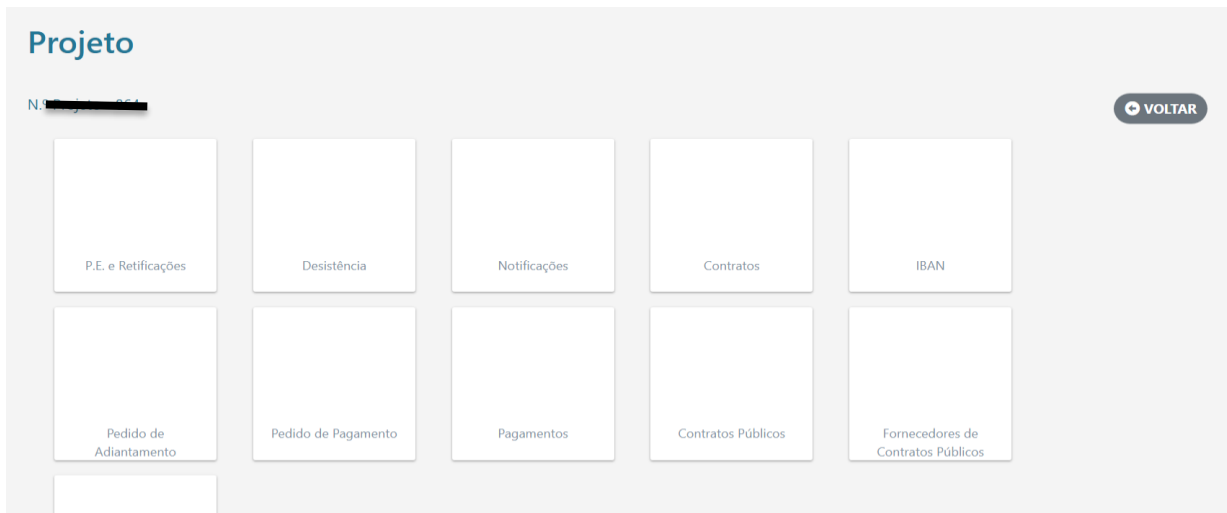 Projeto
N.º
VOLTAR
P.E. e Retificações
Desistência
Notificações
Contratos
IBAN
Pedido de
Adiantamento
Pedido de Pagamento
Pagamentos
Contratos Públicos
Fornecedores de
Contratos Públicos